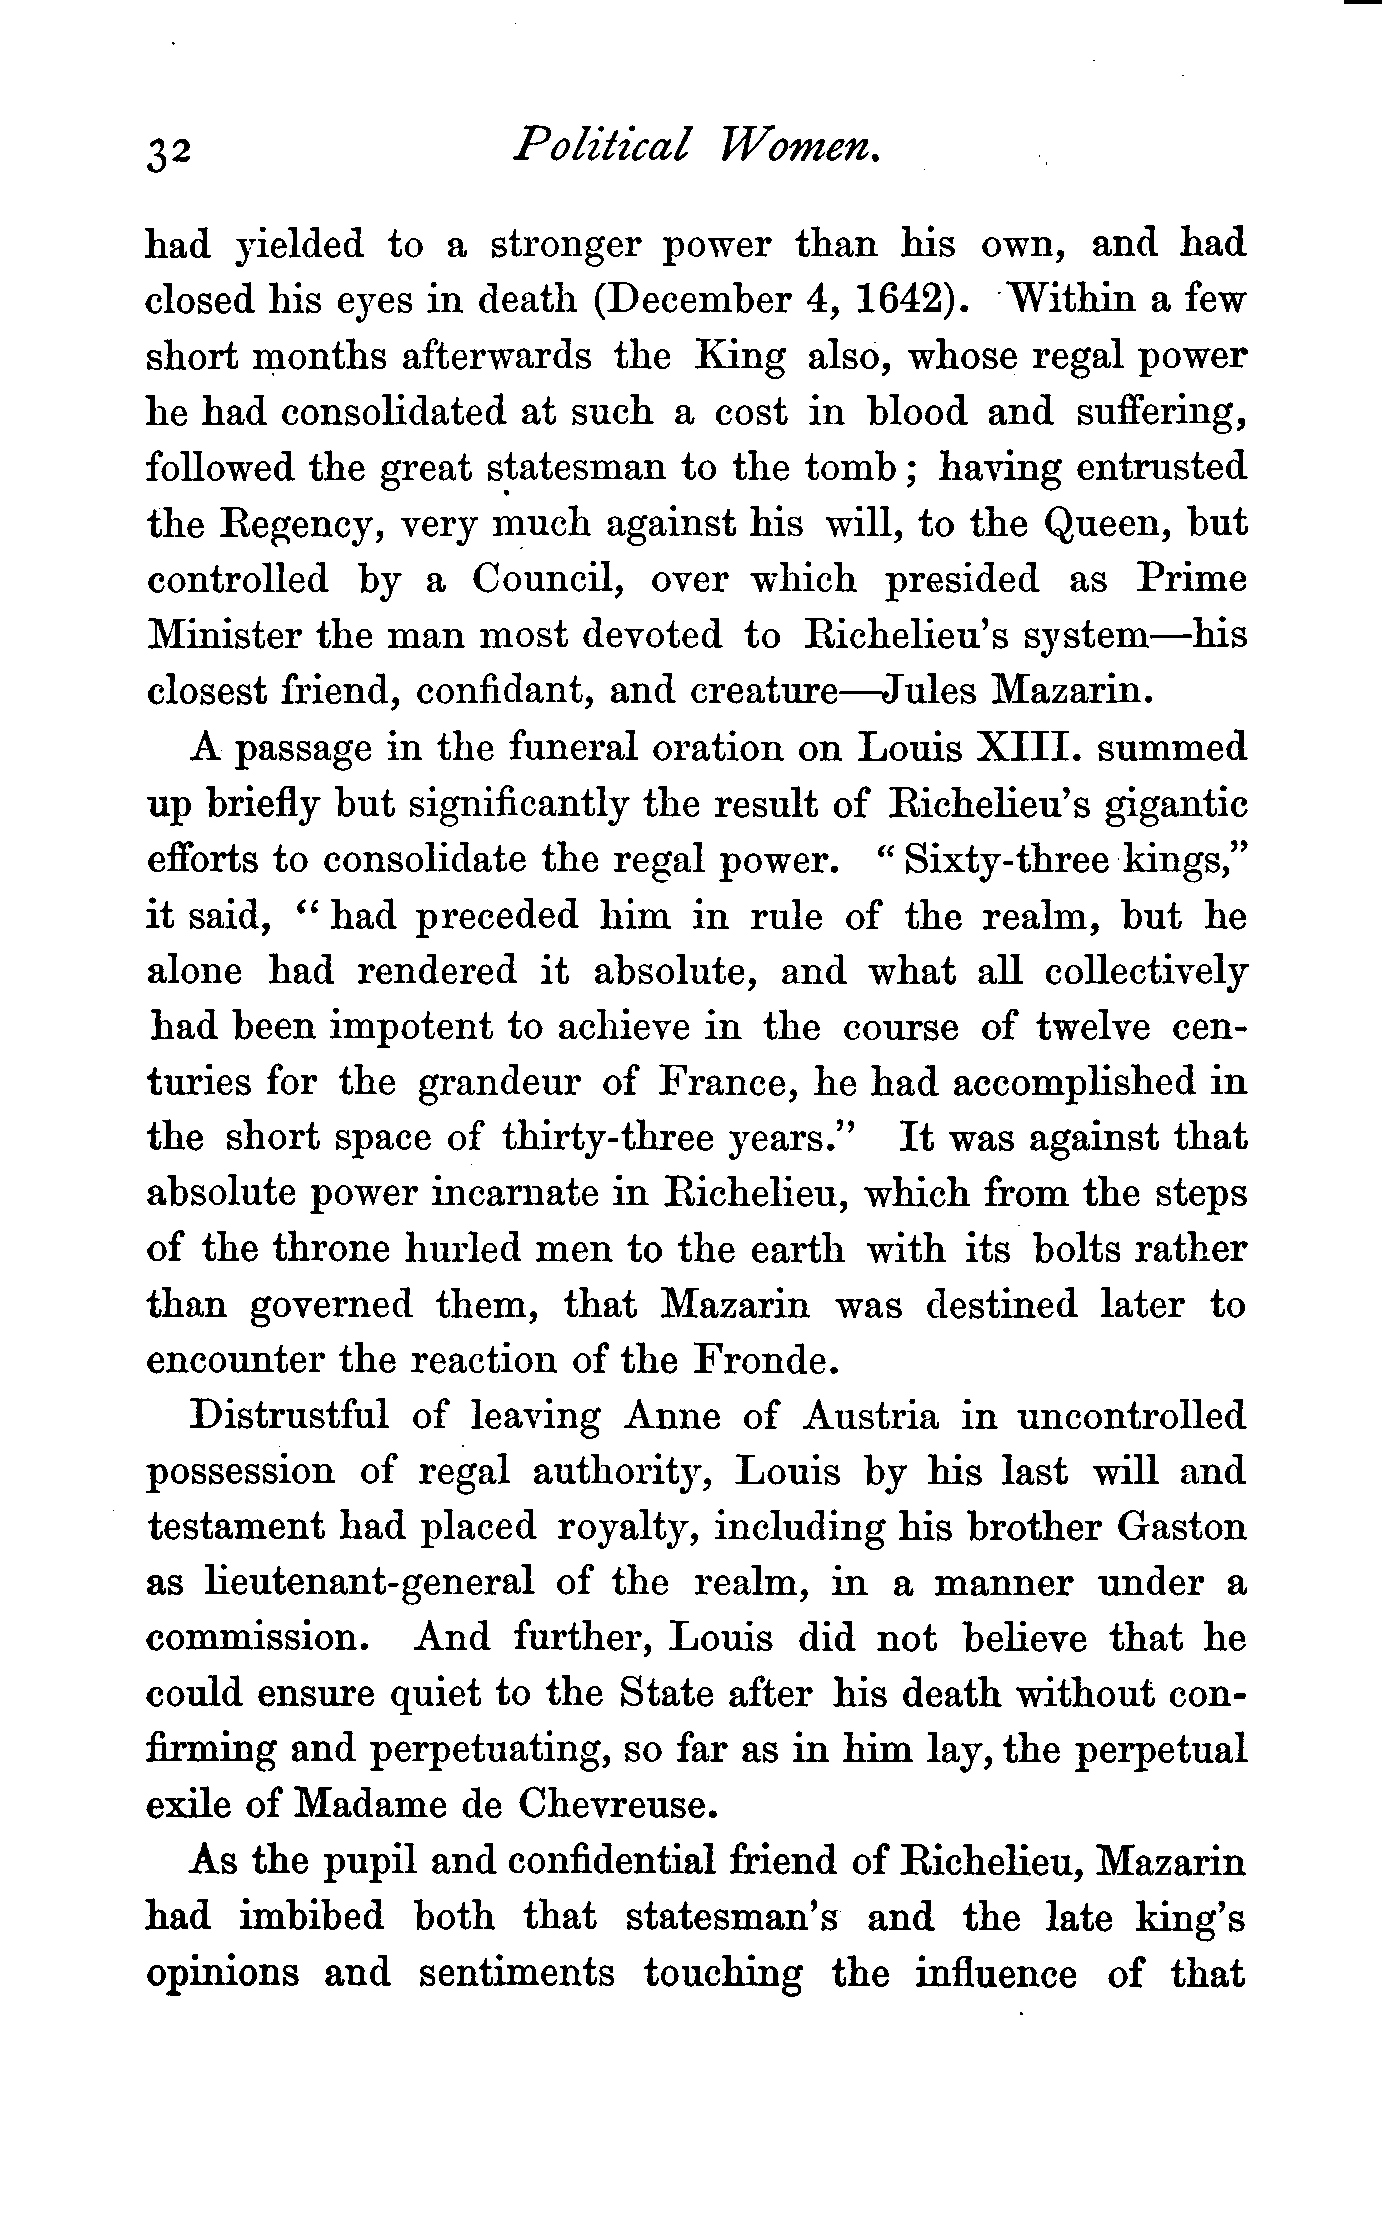 32 Political Women.
had yielded to a stronger power than his own, and had
closed his eyes in death (December 4, 1642). Within a few
short months afterwards the King also, whose regal power
he had consolidated at such a cost in blood and suffering,
followed the great statesman to the tomb; having entrusted
the Regency, very much against his will, to the Queen, but
controlled by a Council, over which presided as Prime
Minister the man most devoted to Richelieu's system—his
closest friend, confidant, and creature—Jules Mazarin.
A passage in the funeral oration on Louis XIII. summed
up briefly but significantly the result of Richelieu's gigantic
efforts to consolidate the regal power. "Sixty-three kings,"
it said, "had preceded him in rule of the realm, but he
alone had rendered it absolute, and what all collectively
had been impotent to achieve in the course of twelve cen-
turies for the grandeur of France, he had accomplished in
the short space of thirty-three years." It was against that
absolute power incarnate in Richelieu, which from the steps
of the throne hurled men to the earth with its bolts rather
than governed them, that Mazarin was destined later to
encounter the reaction of the Fronde.
Distrustful of leaving Anne of Austria in uncontrolled
possession of regal authority, Louis by his last will and
testament had placed royalty, including his brother Gaston
as lieutenant-general of the realm, in a manner under a
commission. And further, Louis did not believe that he
could ensure quiet to the State after his death without con-
firming and perpetuating, so far as in him lay, the perpetual
exile of Madame de Chevreuse.
As the pupil and confidential friend of Richelieu, Mazarin
had imbibed both that statesman's and the late king's
opinions and sentiments touching the influence of that